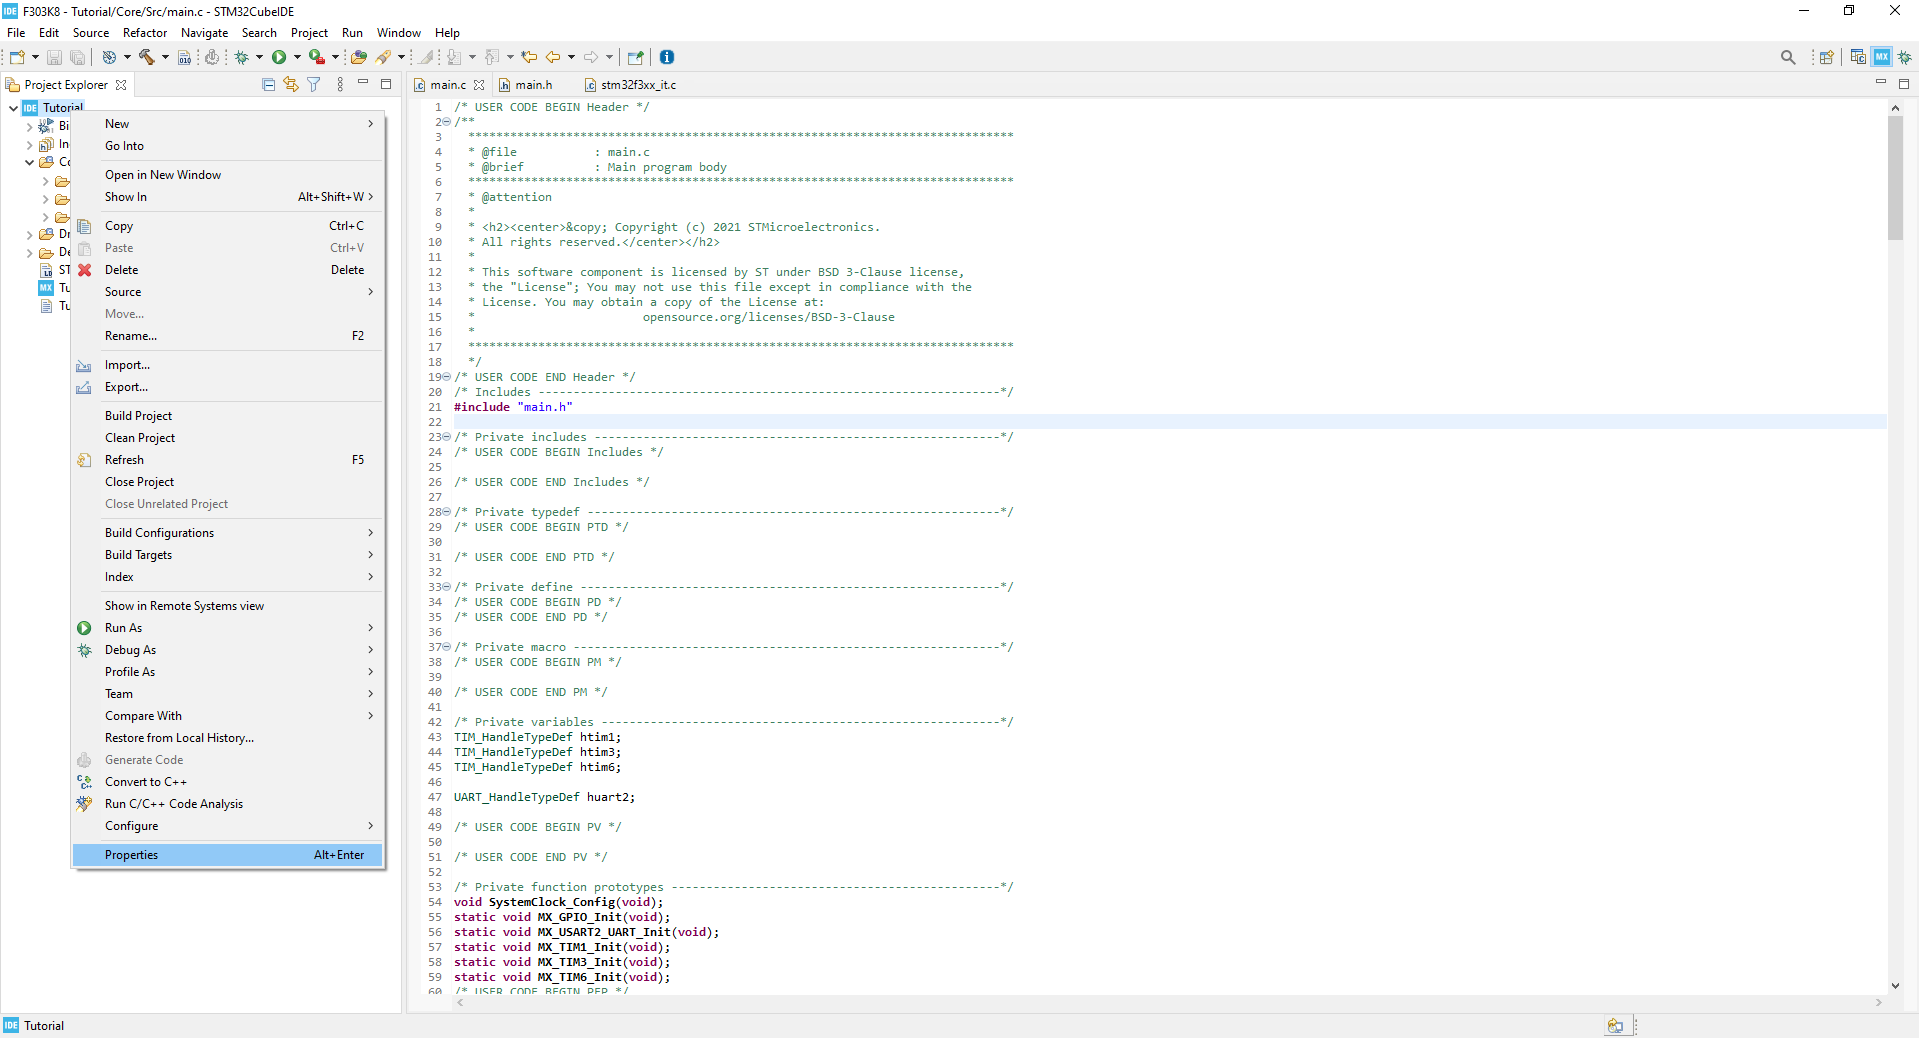 IDE F303K8 - Tutorial/Core/Src/main.c - STM32CubeIDE
File Edit Source Refactor Navigate Search Project Run Window Help
010
MX
Project Explorer
main.c
main.h
stm32f3xx_it.c
IDE Tutorial
Bi
In
Co
Dr
De
ST
MX Tu
Tu
New
Go Into
Open in New Window
Show In Alt+Shift+W
Copy Ctrl+C
Paste Ctrl+V
Delete Delete
Source
Move...
Rename... F2
Import...
Export...
Build Project
Clean Project
Refresh F5
Close Project
Close Unrelated Project
Build Configurations
Build Targets
Index
Show in Remote Systems view
Run As
Debug As
Profile As
Team
Compare With
Restore from Local History...
Generate Code
Convert to C++
Run C/C++ Code Analysis
Configure
Properties Alt+Enter
1 /* USER CODE BEGIN Header */
2 /**
3 ******************************************************************************
4 * @file : main.c
5 * @brief : Main program body
6 ******************************************************************************
7 * @attention
8 *
9 * <h2><center>&copy; Copyright (c) 2021 STMicroelectronics.
10 * All rights reserved.</center></h2>
11 *
12 * This software component is licensed by ST under BSD 3-Clause license,
13 * the "License"; You may not use this file except in compliance with the
14 * License. You may obtain a copy of the License at:
15 * opensource.org/licenses/BSD-3-Clause
16 *
17 ******************************************************************************
18 */
19 /* USER CODE END Header */
20 /* Includes ------------------------------------------------------------------*/
21 #include "main.h"
22
23 /* Private includes ----------------------------------------------------------*/
24 /* USER CODE BEGIN Includes */
25
26 /* USER CODE END Includes */
27
28 /* Private typedef -----------------------------------------------------------*/
29 /* USER CODE BEGIN PTD */
30
31 /* USER CODE END PTD */
32
33 /* Private define ------------------------------------------------------------*/
34 /* USER CODE BEGIN PD */
35 /* USER CODE END PD */
36
37 /* Private macro -------------------------------------------------------------*/
38 /* USER CODE BEGIN PM */
39
40 /* USER CODE END PM */
41
42 /* Private variables ---------------------------------------------------------*/
43 TIM_HandleTypeDef htim1;
44 TIM_HandleTypeDef htim3;
45 TIM_HandleTypeDef htim6;
46
47 UART_HandleTypeDef huart2;
48
49 /* USER CODE BEGIN PV */
50
51 /* USER CODE END PV */
52
53 /* Private function prototypes -----------------------------------------------*/
54 void SystemClock_Config(void);
55 static void MX_GPIO_Init(void);
56 static void MX_USART2_UART_Init(void);
57 static void MX_TIM1_Init(void);
58 static void MX_TIM3_Init(void);
59 static void MX_TIM6_Init(void);
60 /* USER CODE BEGIN PFP */
IDE Tutorial